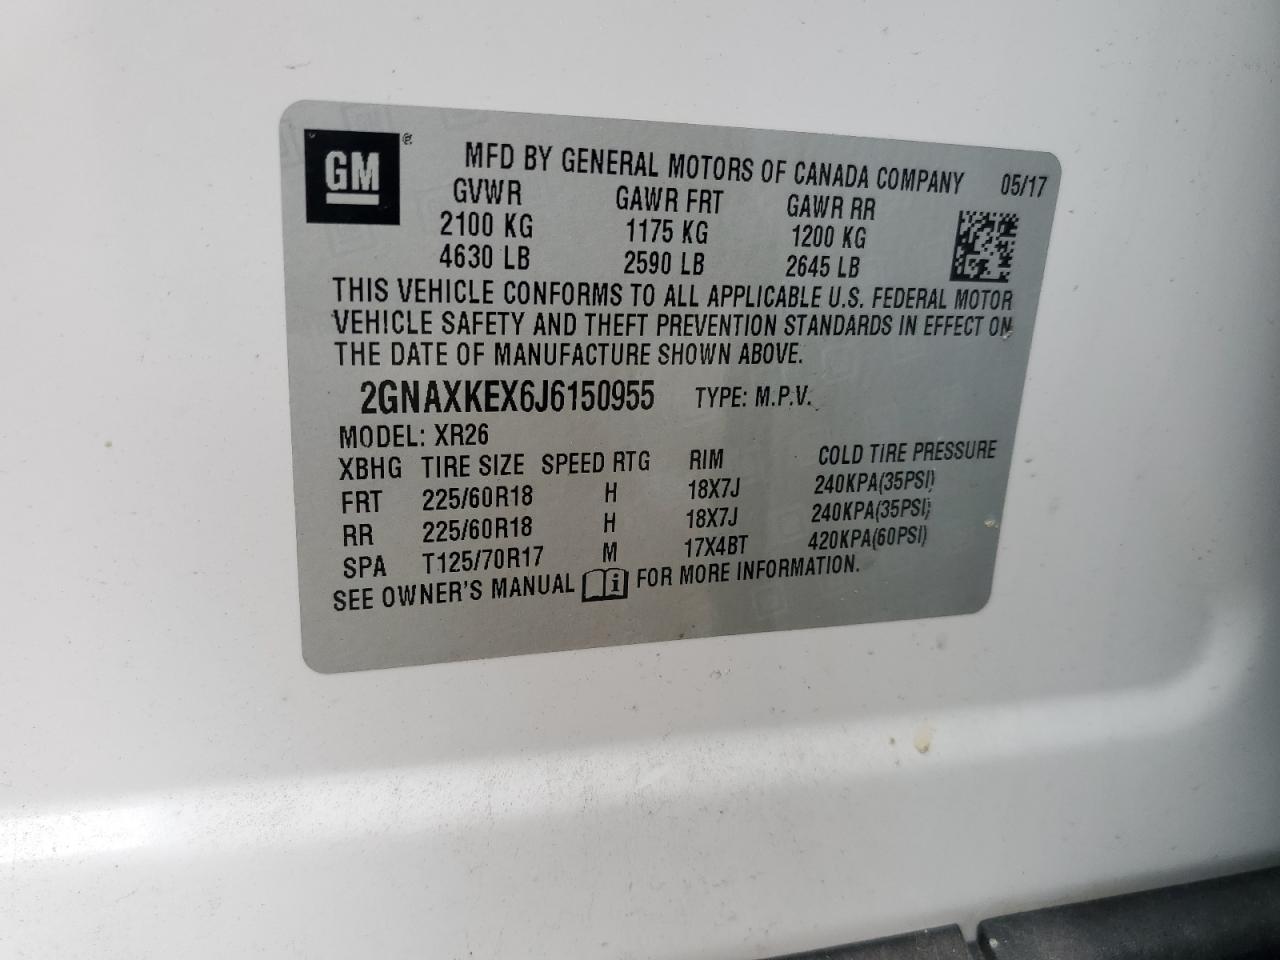 GM ®
MFD BY GENERAL MOTORS OF CANADA COMPANY 05/17
GVWR GAWR FRT GAWR RR
2100 KG 1175 KG 1200 KG
4630 LB 2590 LB 2645 LB
THIS VEHICLE CONFORMS TO ALL APPLICABLE U.S. FEDERAL MOTOR
VEHICLE SAFETY AND THEFT PREVENTION STANDARDS IN EFFECT ON
THE DATE OF MANUFACTURE SHOWN ABOVE.
2GNAXKEX6J6150955 TYPE: M.P.V.
MODEL: XR26
XBHG TIRE SIZE SPEED RTG RIM COLD TIRE PRESSURE
FRT 225/60R18 H 18X7J 240KPA(35PSI)
RR 225/60R18 H 18X7J 240KPA(35PSI)
SPA T125/70R17 M 17X4BT 420KPA(60PSI)
SEE OWNER'S MANUAL i FOR MORE INFORMATION.